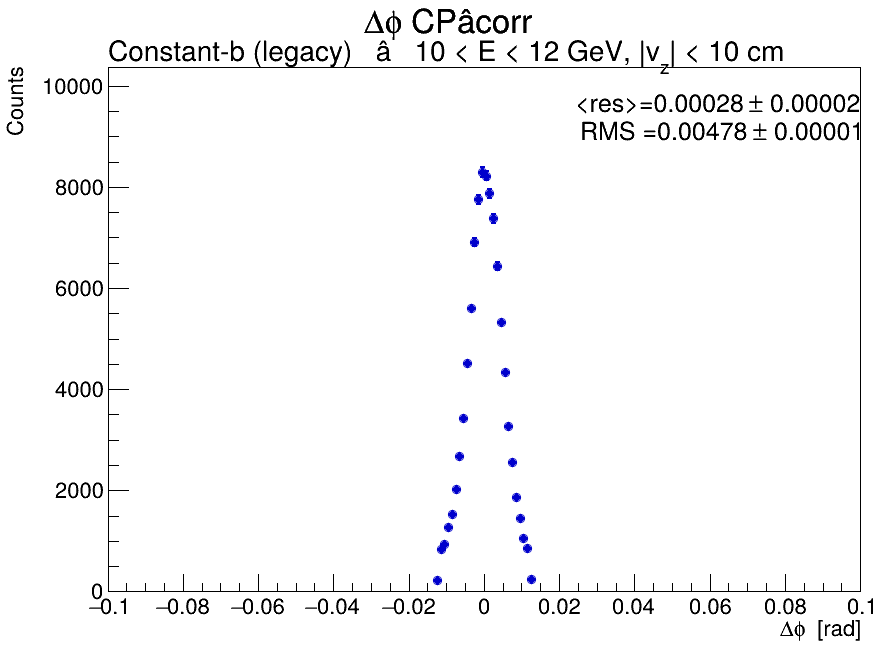 Δϕ CPâcorr
Constant-b (legacy) â 10 < E < 12 GeV, |v_z| < 10 cm
Counts
<res>=0.00028 ± 0.00002
RMS =0.00478 ± 0.00001
10000
8000
6000
4000
2000
0
−0.1 −0.08 −0.06 −0.04 −0.02 0 0.02 0.04 0.06 0.08 0.1
Δϕ [rad]